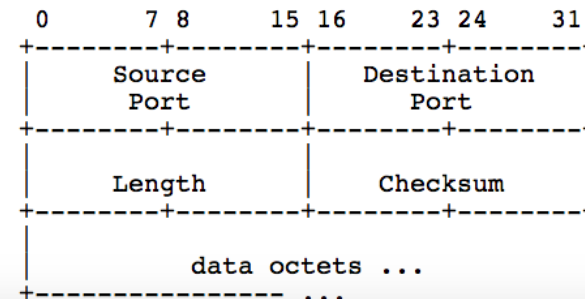 0 7 8 15 16 23 24 31
+--------+--------+--------+--------
| Source | Destination
| Port | Port
+--------+--------+--------+--------
| Length | Checksum
+--------+--------+--------+--------
| data octets ...
+---------------- ...